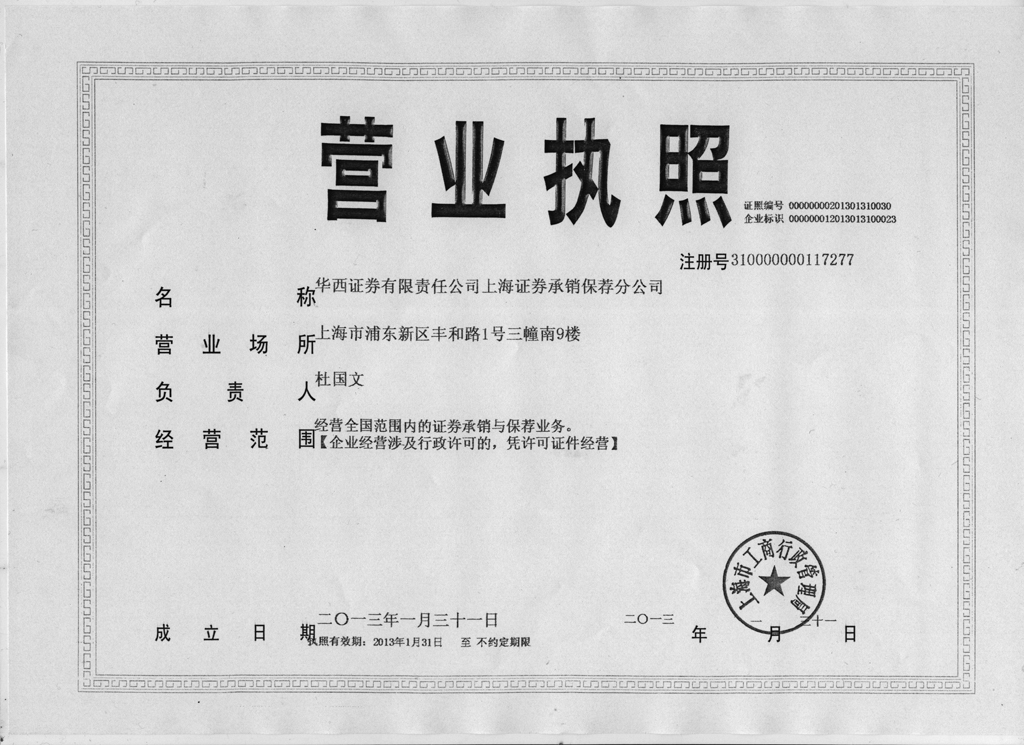 营业执照
证照编号 00000000201301310030
企业标识 00000001201301310023
注册号310000000117277
名称 华西证券有限责任公司上海证券承销保荐分公司
营业场所 上海市浦东新区丰和路1号三幢南9楼
负责人 杜国文
经营范围 经营全国范围内的证券承销与保荐业务。
【企业经营涉及行政许可的，凭许可证件经营】
上海市工商行政管理局
成立日期 二〇一三年一月三十一日
执照有效期：2013年1月31日 至 不约定期限
二〇一三年一月三十一日